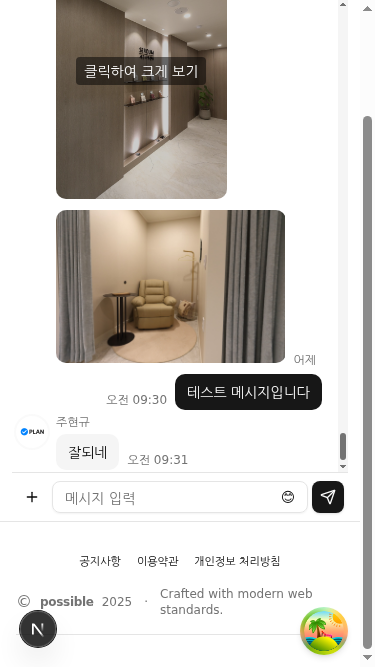 클릭하여 크게 보기
어제
오전 09:30 테스트 메시지입니다
주현규
PLAN
잘되네 오전 09:31
메시지 입력
공지사항 이용약관 개인정보 처리방침
© possible 2025 · Crafted with modern web
standards.
N